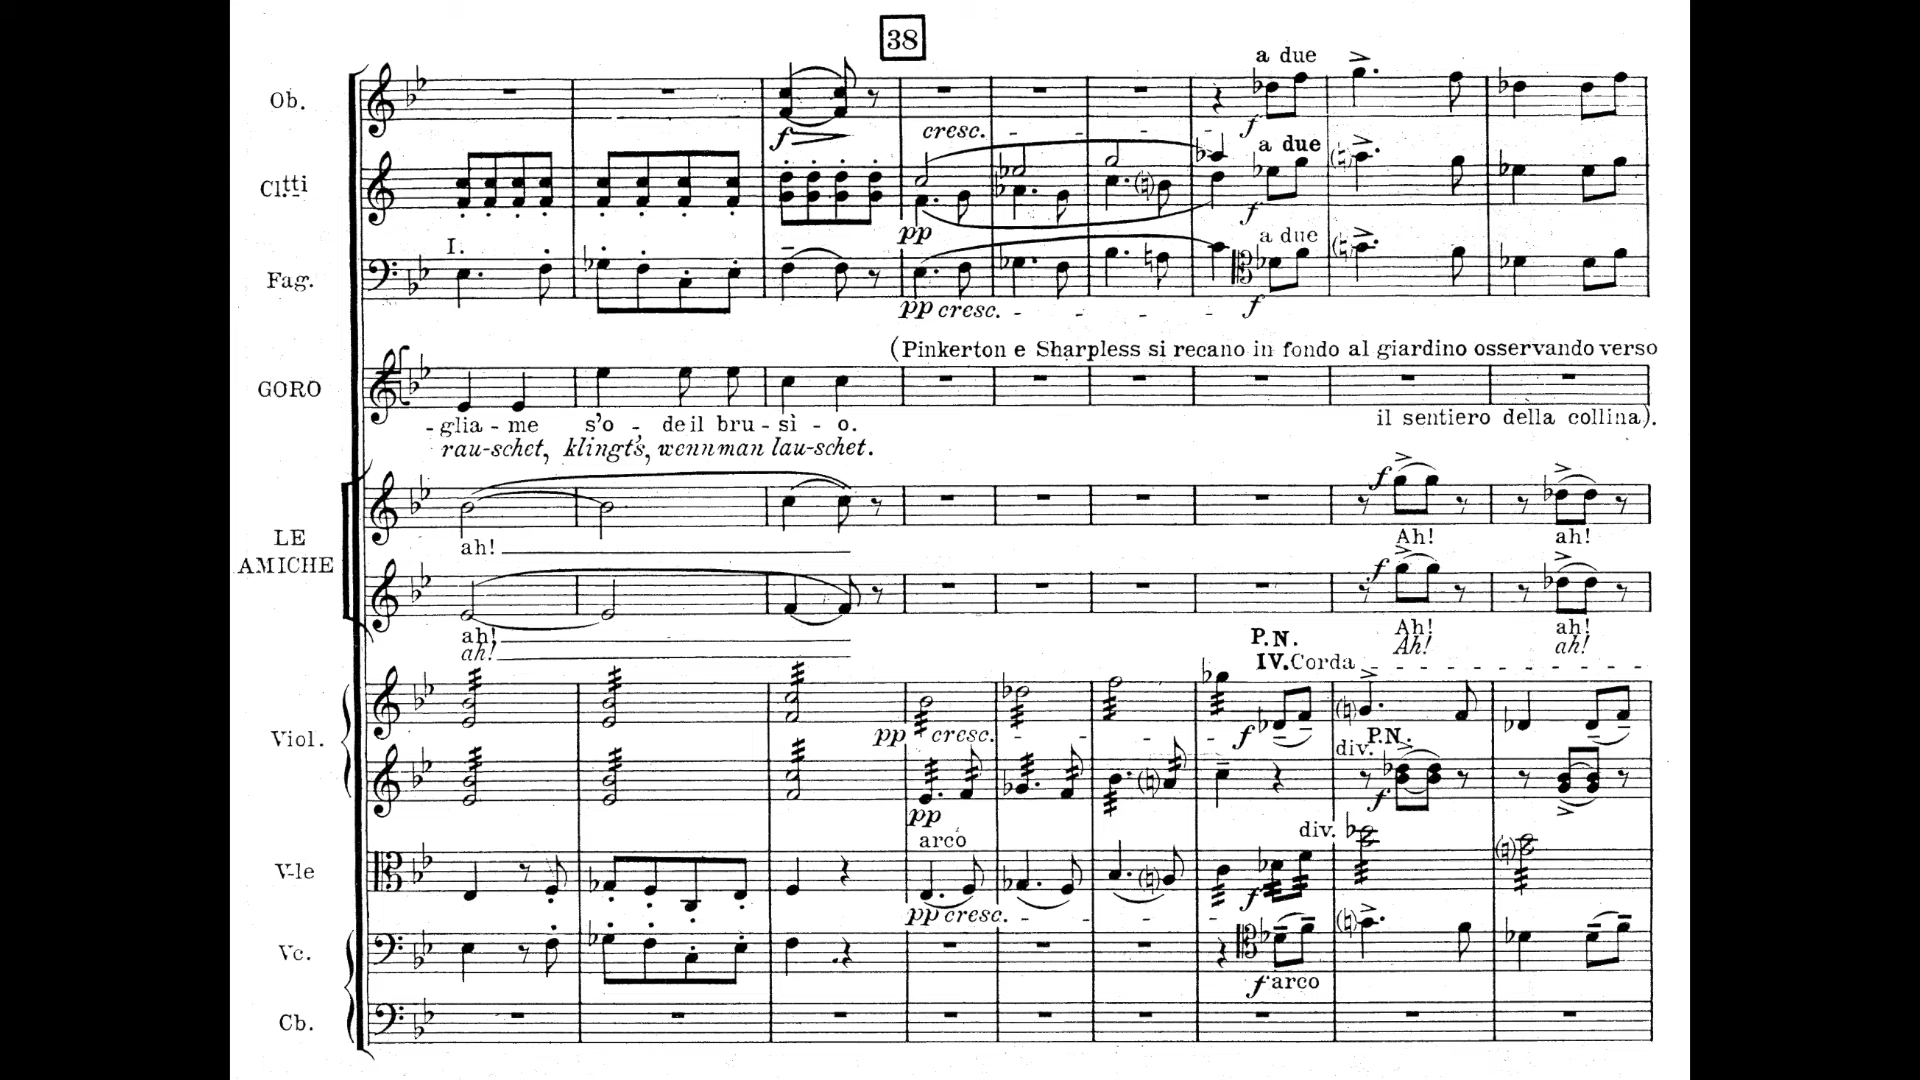 38
Ob.
a due
f
cresc.
f
Cl.tti
a due
pp
f
I.
a due
Fag.
pp cresc.
f
(Pinkerton e Sharpless si recano in fondo al giardino osservando verso
GORO
il sentiero della collina).
-glia - me s'o - de il bru - sì - o.
rau-schet, klingt's, wenn man lau-schet.
f
LE
AMICHE
ah!
Ah! ah!
f
ah!
Ah! ah!
ah!
Ah! ah!
P.N.
IV. Corda
Viol.
pp cresc.
f
P.N.
div.
f
pp
arco
div.
V-le
pp cresc.
f
Vc.
f arco
Cb.